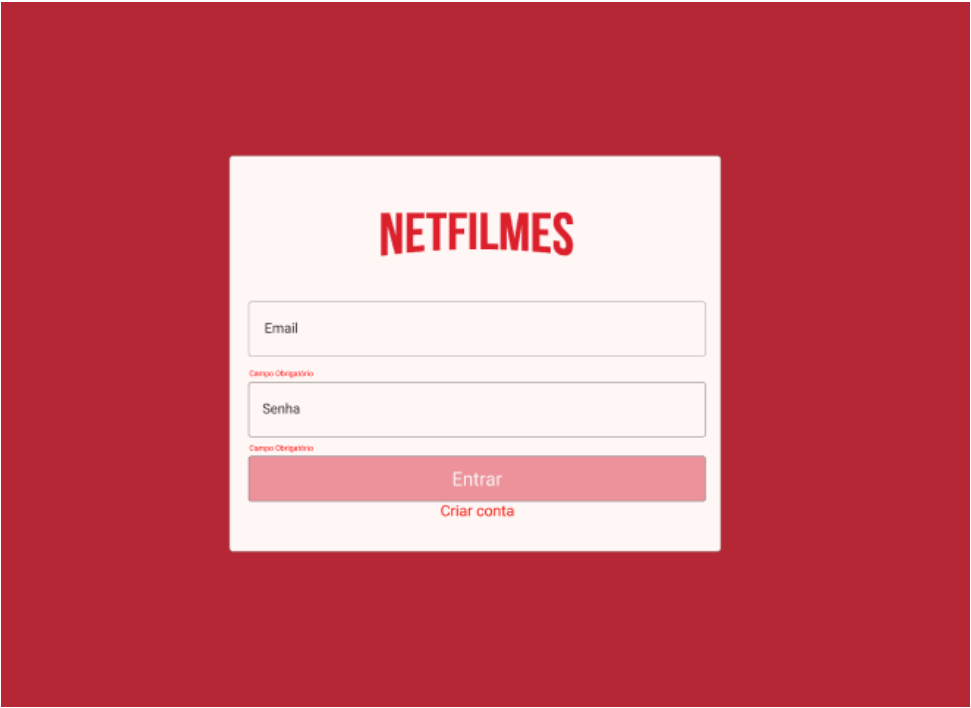 NETFILMES
Email
Campo Obrigatório
Senha
Campo Obrigatório
Entrar
Criar conta